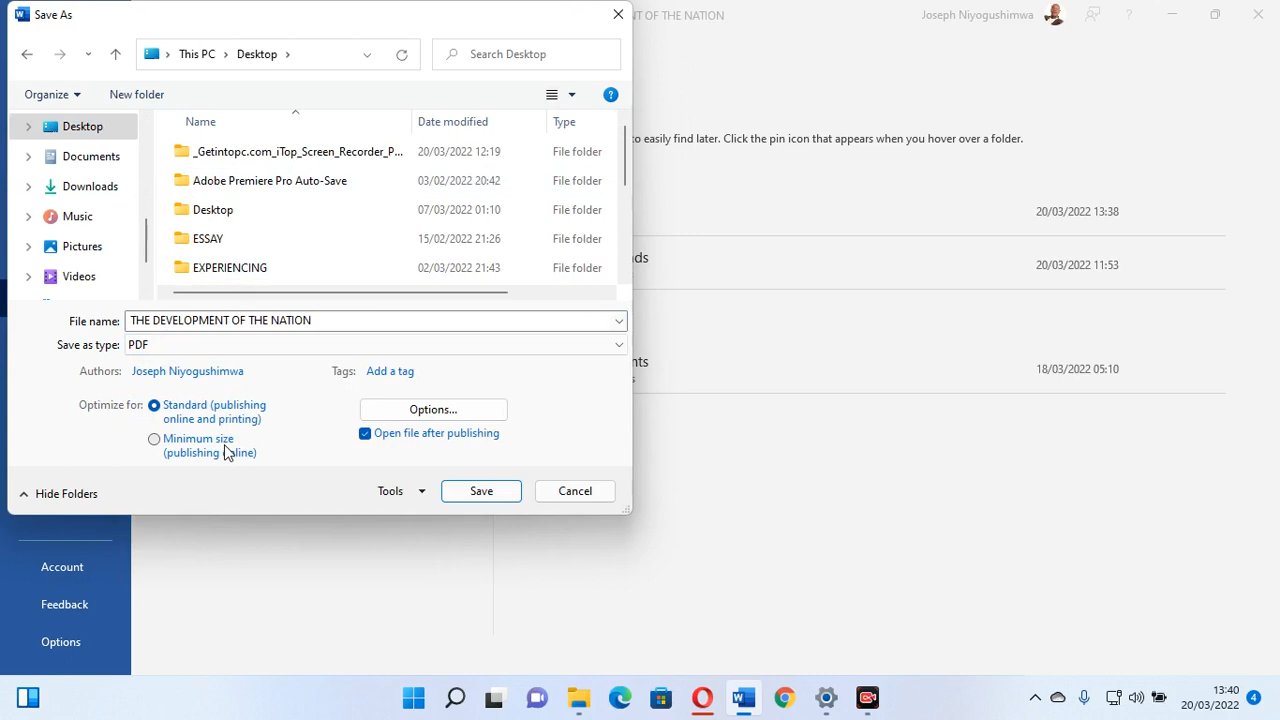 Save As
T OF THE NATION
Joseph Niyogushimwa
?
This PC
Desktop
Search Desktop
Organize
New folder
?
Name
Date modified
Type
Desktop
Documents
Downloads
Music
Pictures
Videos
_Getintopc.com_iTop_Screen_Recorder_P... 20/03/2022 12:19 File folder
Adobe Premiere Pro Auto-Save 03/02/2022 20:42 File folder
Desktop 07/03/2022 01:10 File folder
ESSAY 15/02/2022 21:26 File folder
EXPERIENCING 02/03/2022 21:43 File folder
to easily find later. Click the pin icon that appears when you hover over a folder.
20/03/2022 13:38
ds
20/03/2022 11:53
nts
18/03/2022 05:10
File name: THE DEVELOPMENT OF THE NATION
Save as type: PDF
Authors: Joseph Niyogushimwa
Tags: Add a tag
Optimize for: Standard (publishing
online and printing)
Minimum size
(publishing online)
Options...
Open file after publishing
Hide Folders
Tools
Save
Cancel
Account
Feedback
Options
13:40
20/03/2022
4